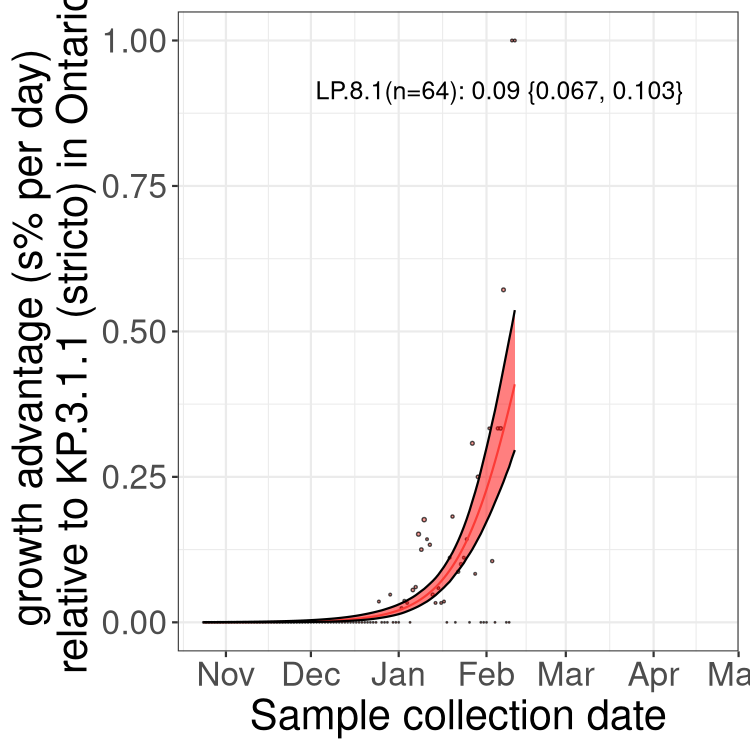 growth advantage (s% per day)
relative to KP.3.1.1 (stricto) in Ontario
1.00
0.75
0.50
0.25
0.00
LP.8.1(n=64): 0.09 {0.067, 0.103}
Nov Dec Jan Feb Mar Apr Ma
Sample collection date